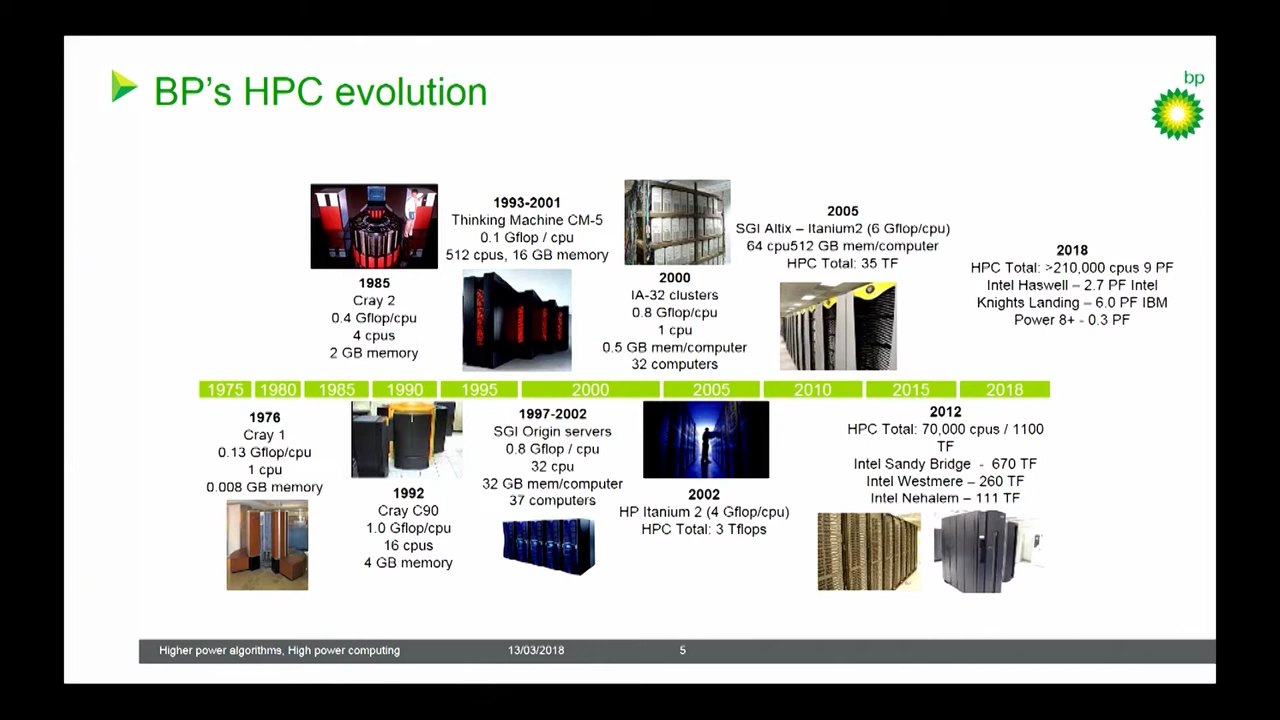 BP's HPC evolution
bp
1985
Cray 2
0.4 Gflop/cpu
4 cpus
2 GB memory
1993-2001
Thinking Machine CM-5
0.1 Gflop / cpu
512 cpus, 16 GB memory
2000
IA-32 clusters
0.8 Gflop/cpu
1 cpu
0.5 GB mem/computer
32 computers
2005
SGI Altix – Itanium2 (6 Gflop/cpu)
64 cpu512 GB mem/computer
HPC Total: 35 TF
2018
HPC Total: >210,000 cpus 9 PF
Intel Haswell – 2.7 PF Intel
Knights Landing – 6.0 PF IBM
Power 8+ - 0.3 PF
1975 1980 1985 1990 1995 2000 2005 2010 2015 2018
1976
Cray 1
0.13 Gflop/cpu
1 cpu
0.008 GB memory
1992
Cray C90
1.0 Gflop/cpu
16 cpus
4 GB memory
1997-2002
SGI Origin servers
0.8 Gflop / cpu
32 cpu
32 GB mem/computer
37 computers
2002
HP Itanium 2 (4 Gflop/cpu)
HPC Total: 3 Tflops
2012
HPC Total: 70,000 cpus / 1100
TF
Intel Sandy Bridge - 670 TF
Intel Westmere – 260 TF
Intel Nehalem – 111 TF
Higher power algorithms, High power computing 13/03/2018 5